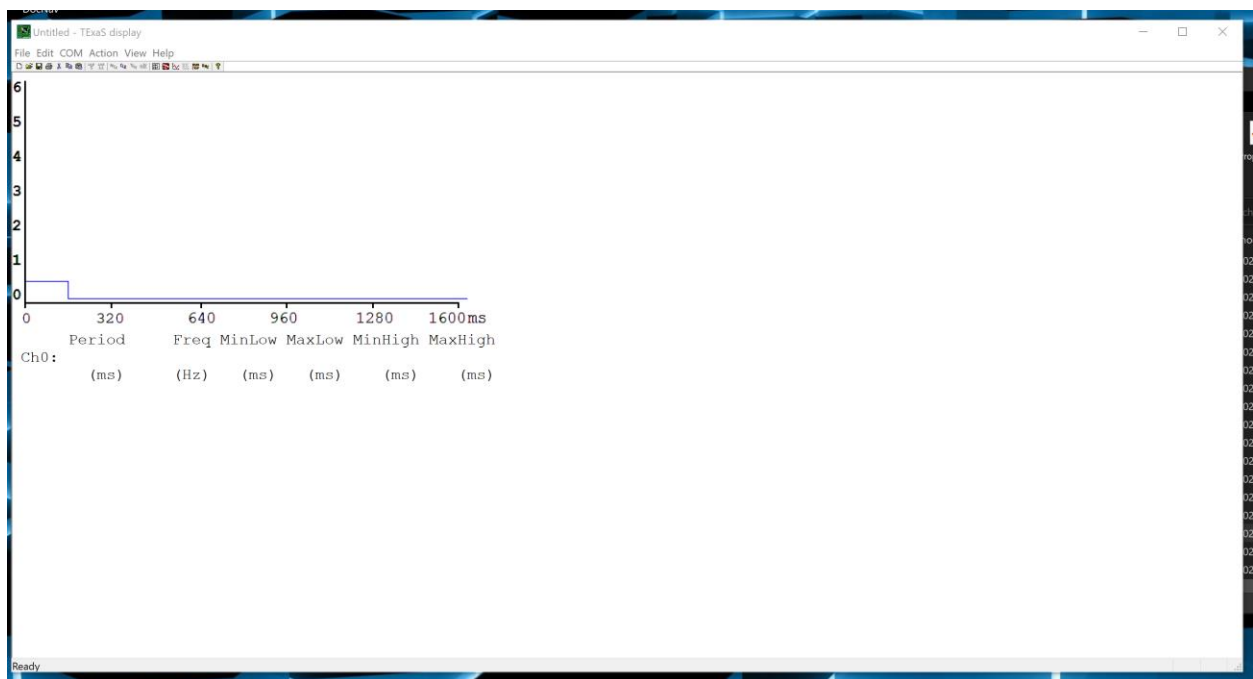 DocNav
Untitled - TExaS display
File Edit COM Action View Help
6
5
4
3
2
1
0
0 320 640 960 1280 1600ms
Period Freq MinLow MaxLow MinHigh MaxHigh
Ch0:
(ms) (Hz) (ms) (ms) (ms) (ms)
Ready